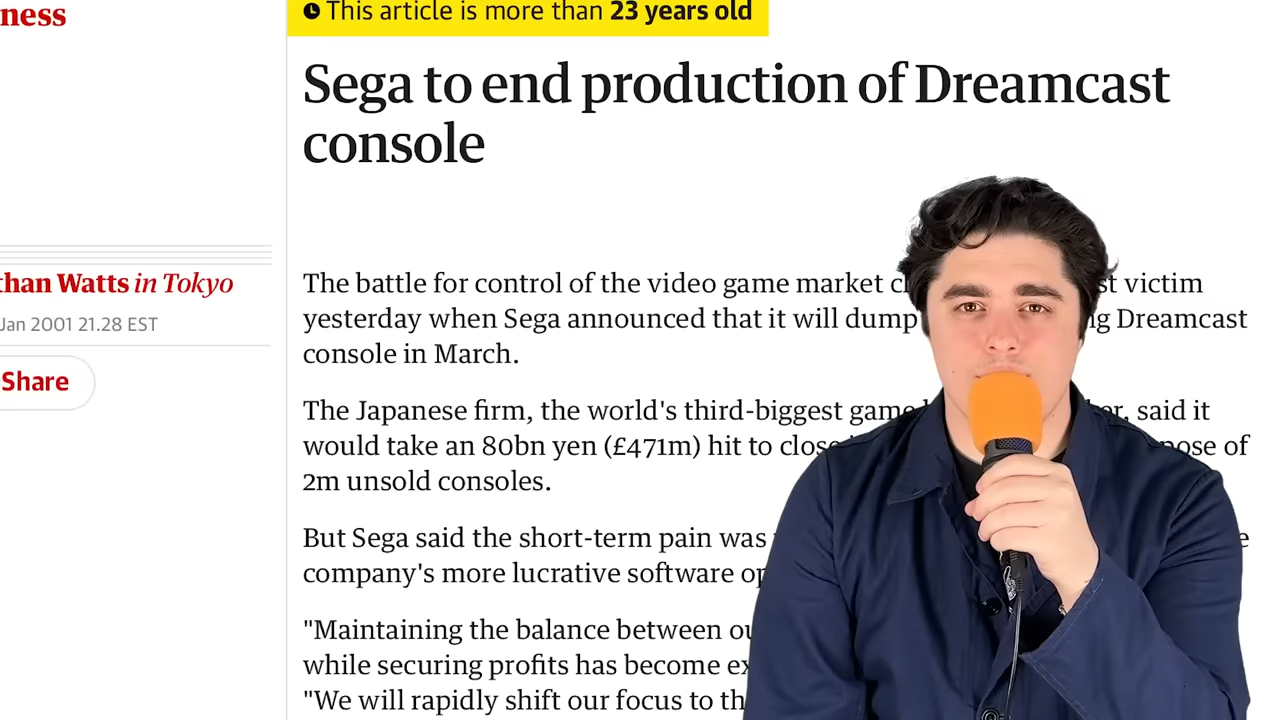 ness
This article is more than 23 years old
Sega to end production of Dreamcast
console
than Watts in Tokyo
Jan 2001 21.28 EST
Share
The battle for control of the video game market victim
yesterday when Sega announced that it will dump Dreamcast
console in March.
The Japanese firm, the world's third-biggest said it
would take an 80bn yen (£471m) hit to of
2m unsold consoles.
But Sega said the short-term pain was
company's more lucrative software
"Maintaining the balance between
while securing profits has become
"We will rapidly shift our focus to